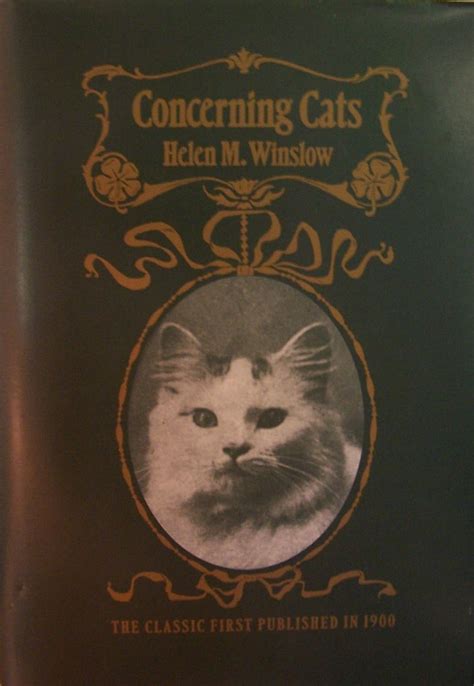 Concerning Cats
Helen M. Winslow
THE CLASSIC FIRST PUBLISHED IN 1900